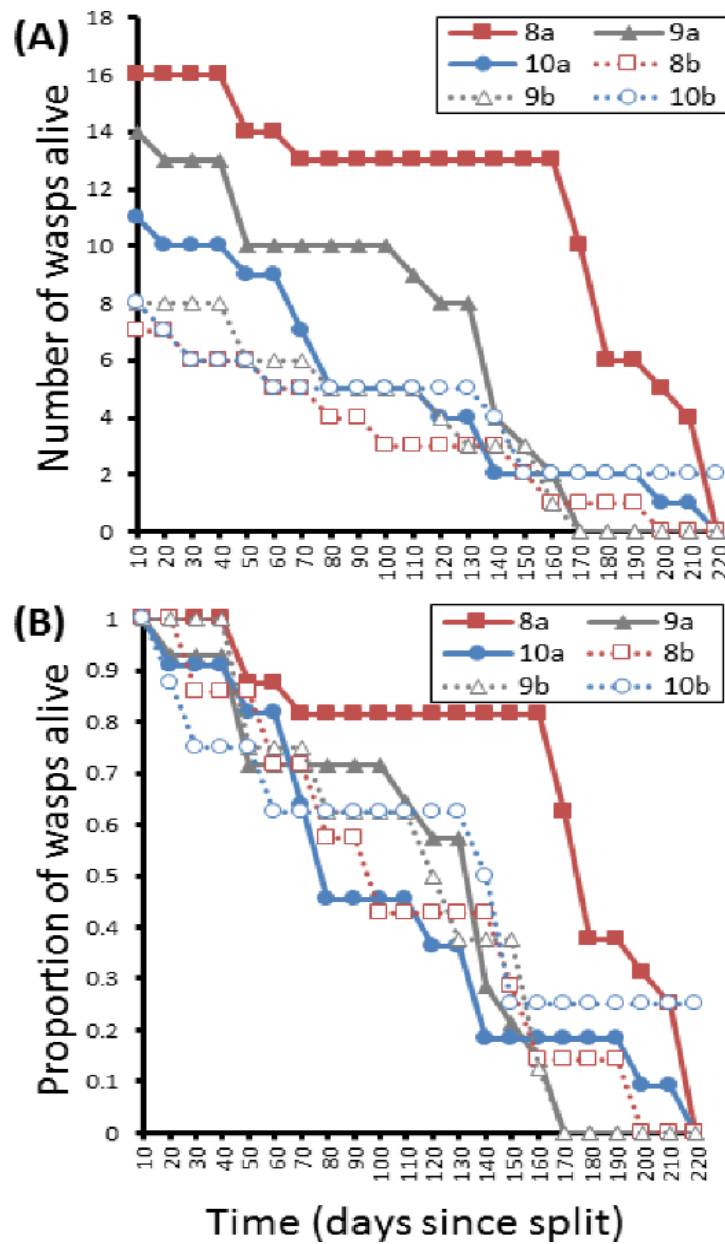 (A)
8a 9a
10a 8b
9b 10b
Number of wasps alive
18
16
14
12
10
8
6
4
2
0
10 20 30 40 50 60 70 80 90 100 110 120 130 140 150 160 170 180 190 200 210 220
(B)
8a 9a
10a 8b
9b 10b
Proportion of wasps alive
1
0.9
0.8
0.7
0.6
0.5
0.4
0.3
0.2
0.1
0
10 20 30 40 50 60 70 80 90 100 110 120 130 140 150 160 170 180 190 200 210 220
Time (days since split)